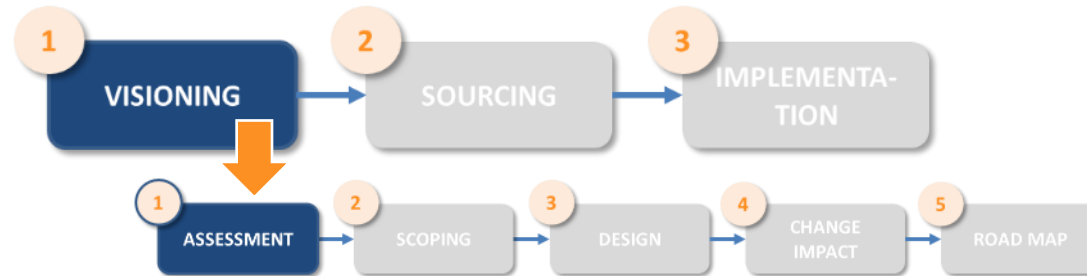 1
VISIONING
2
SOURCING
3
IMPLEMENTA-
TION
1
ASSESSMENT
2
SCOPING
3
DESIGN
4
CHANGE
IMPACT
5
ROAD MAP